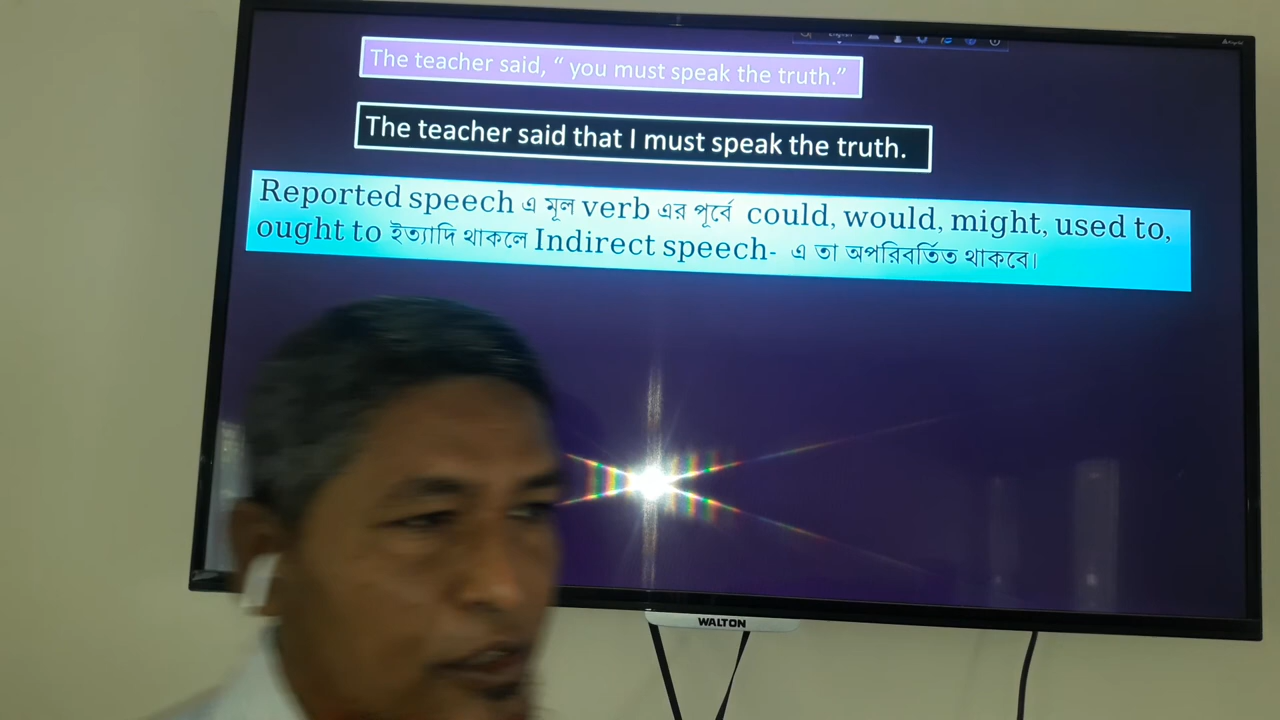 The teacher said, “ you must speak the truth.”
The teacher said that I must speak the truth.
Reported speech এ মূল verb এর পূর্বে could, would, might, used to,
ought to ইত্যাদি থাকলে Indirect speech- এ তা অপরিবর্তিত থাকবে।
WALTON